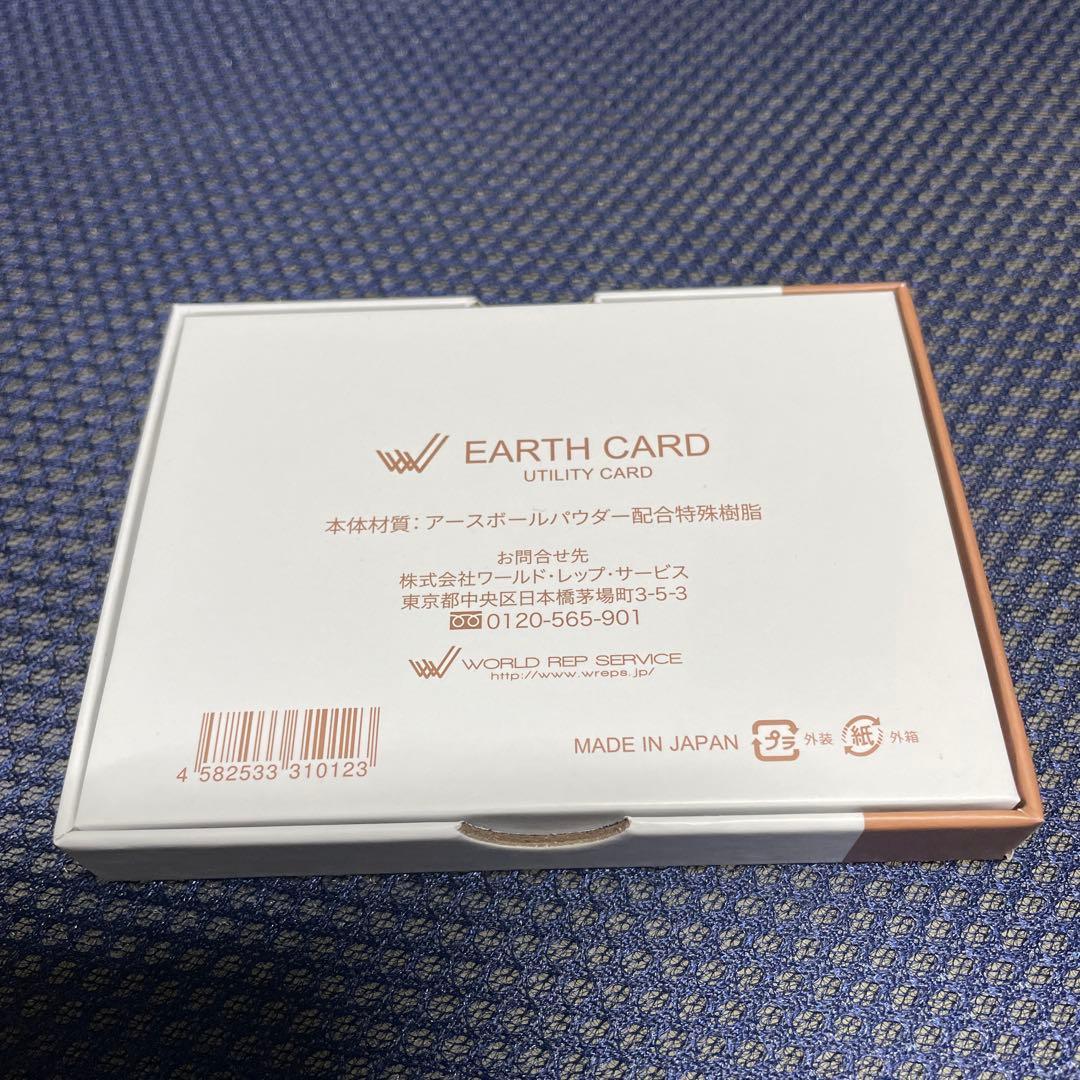 EARTH CARD
UTILITY CARD
本体材質：アースボールパウダー配合特殊樹脂
お問合せ先
株式会社ワールド・レップ・サービス
東京都中央区日本橋茅場町3-5-3
0120-565-901
WORLD REP SERVICE
http://www.wreps.jp/
4 582533 310123
MADE IN JAPAN プラ 外装 紙 外箱